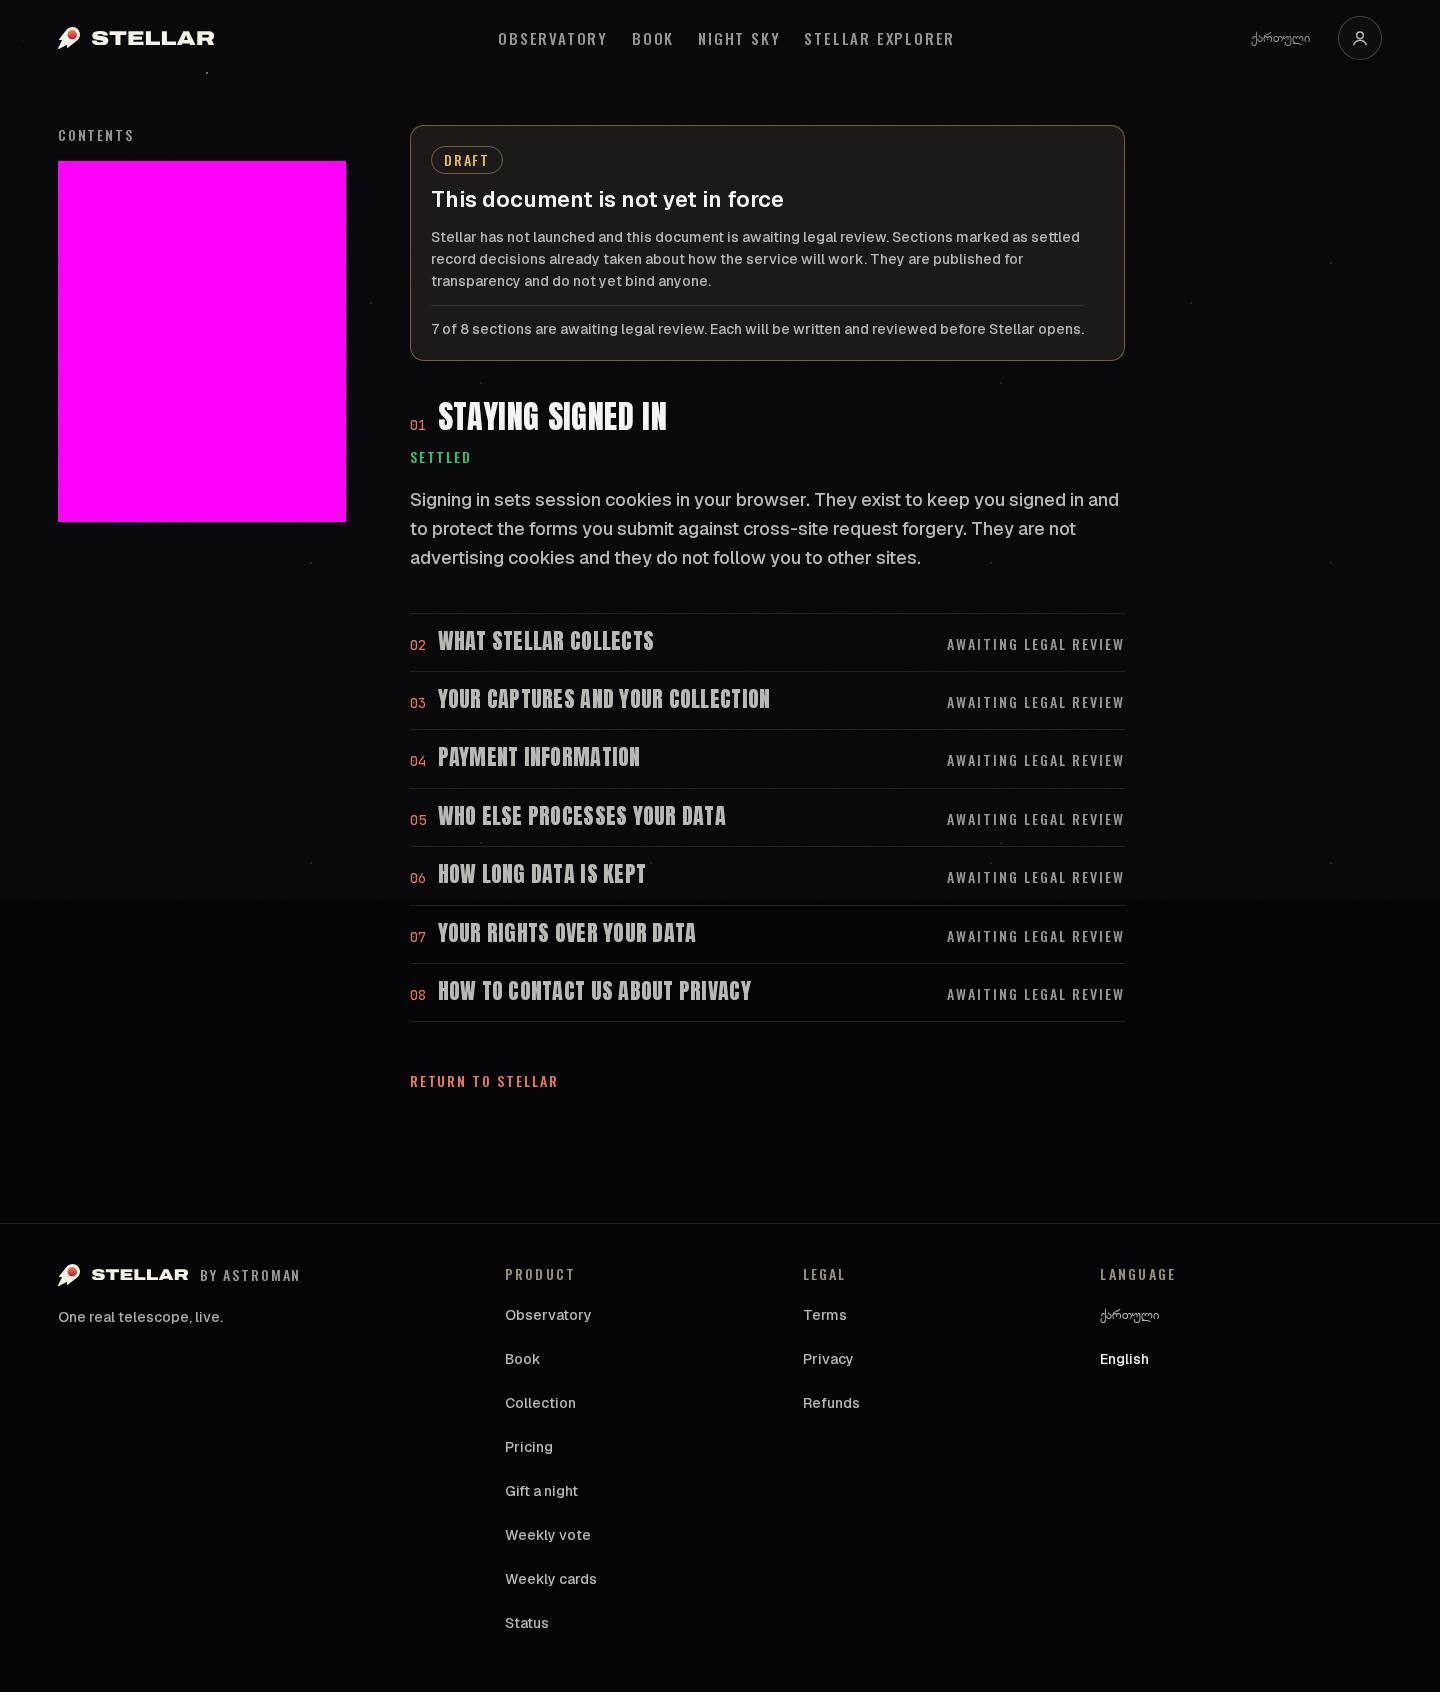 STELLAR
OBSERVATORY
BOOK
NIGHT SKY
STELLAR EXPLORER
ქართული
CONTENTS
DRAFT
This document is not yet in force
Stellar has not launched and this document is awaiting legal review. Sections marked as settled
record decisions already taken about how the service will work. They are published for
transparency and do not yet bind anyone.
7 of 8 sections are awaiting legal review. Each will be written and reviewed before Stellar opens.
01 STAYING SIGNED IN
SETTLED
Signing in sets session cookies in your browser. They exist to keep you signed in and
to protect the forms you submit against cross-site request forgery. They are not
advertising cookies and they do not follow you to other sites.
02 WHAT STELLAR COLLECTS AWAITING LEGAL REVIEW
03 YOUR CAPTURES AND YOUR COLLECTION AWAITING LEGAL REVIEW
04 PAYMENT INFORMATION AWAITING LEGAL REVIEW
05 WHO ELSE PROCESSES YOUR DATA AWAITING LEGAL REVIEW
06 HOW LONG DATA IS KEPT AWAITING LEGAL REVIEW
07 YOUR RIGHTS OVER YOUR DATA AWAITING LEGAL REVIEW
08 HOW TO CONTACT US ABOUT PRIVACY AWAITING LEGAL REVIEW
RETURN TO STELLAR
STELLAR BY ASTROMAN
One real telescope, live.
PRODUCT
Observatory
Book
Collection
Pricing
Gift a night
Weekly vote
Weekly cards
Status
LEGAL
Terms
Privacy
Refunds
LANGUAGE
ქართული
English